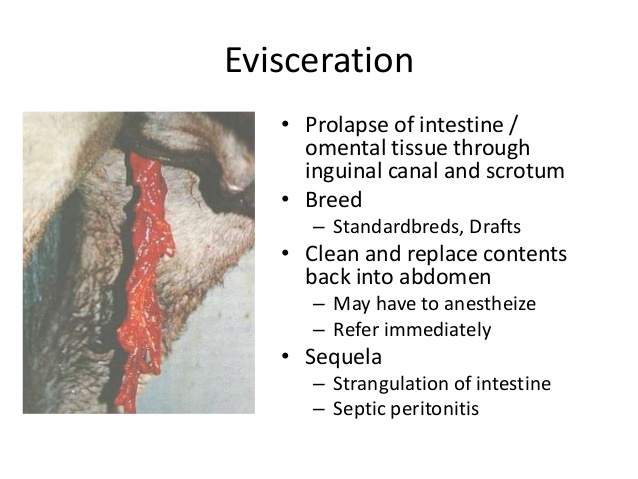 Evisceration
• Prolapse of intestine /
omental tissue through
inguinal canal and scrotum
• Breed
– Standardbreds, Drafts
• Clean and replace contents
back into abdomen
– May have to anestheize
– Refer immediately
• Sequela
– Strangulation of intestine
– Septic peritonitis